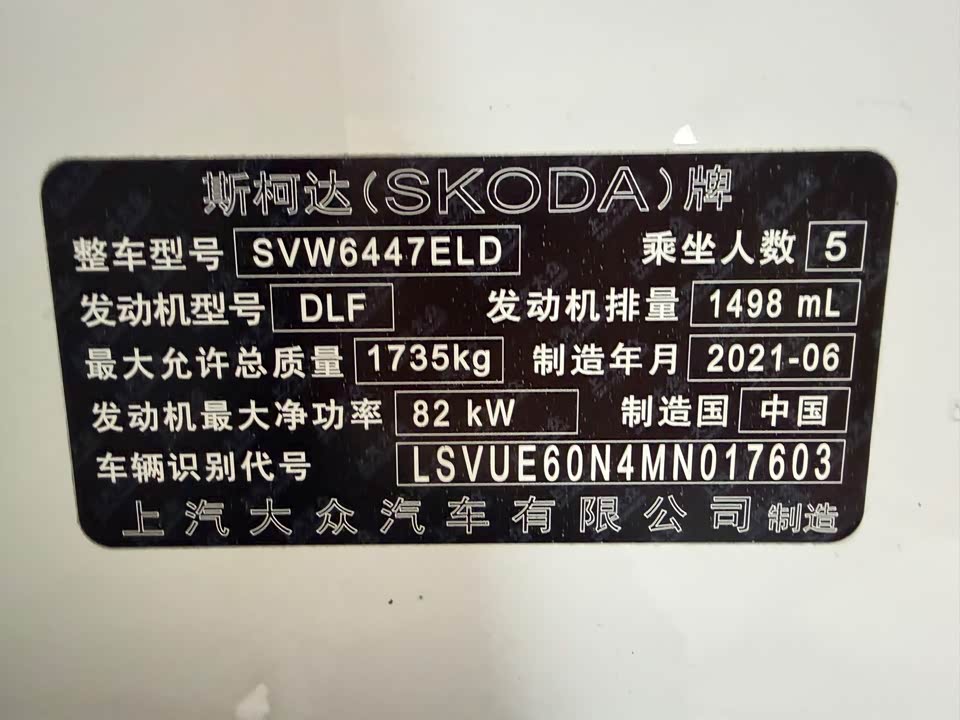 斯柯达(SKODA)牌
整车型号 SVW6447ELD 乘坐人数 5
发动机型号 DLF 发动机排量 1498 mL
最大允许总质量 1735kg 制造年月 2021-06
发动机最大净功率 82 kW 制造国 中国
车辆识别代号 LSVUE60N4MN017603
上汽大众汽车有限公司 制造